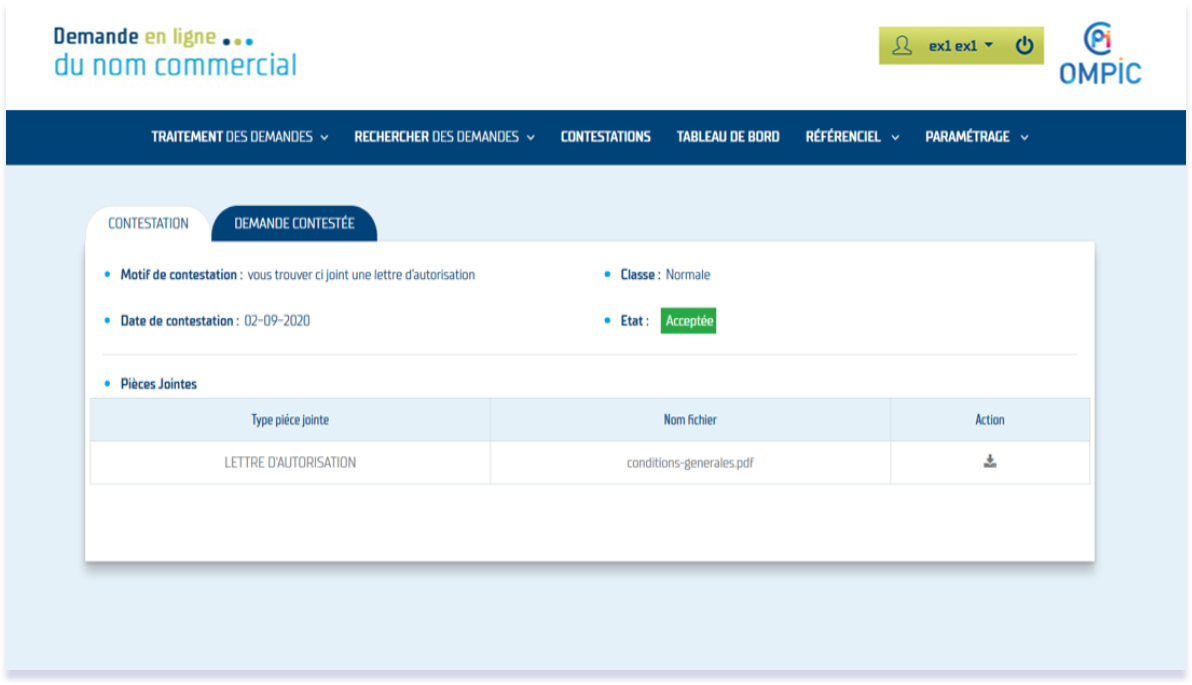 Demande en ligne
du nom commercial
ex1 ex1
OMPIC
TRAITEMENT DES DEMANDES RECHERCHER DES DEMANDES CONTESTATIONS TABLEAU DE BORD RÉFÉRENCIEL PARAMÉTRAGE
CONTESTATION DEMANDE CONTESTÉE
Motif de contestation : vous trouver ci joint une lettre d'autorisation Classe : Normale
Date de contestation : 02-09-2020 Etat : Acceptée
Pièces Jointes
Type piéce jointe Nom fichier Action
LETTRE D'AUTORISATION conditions-generales.pdf